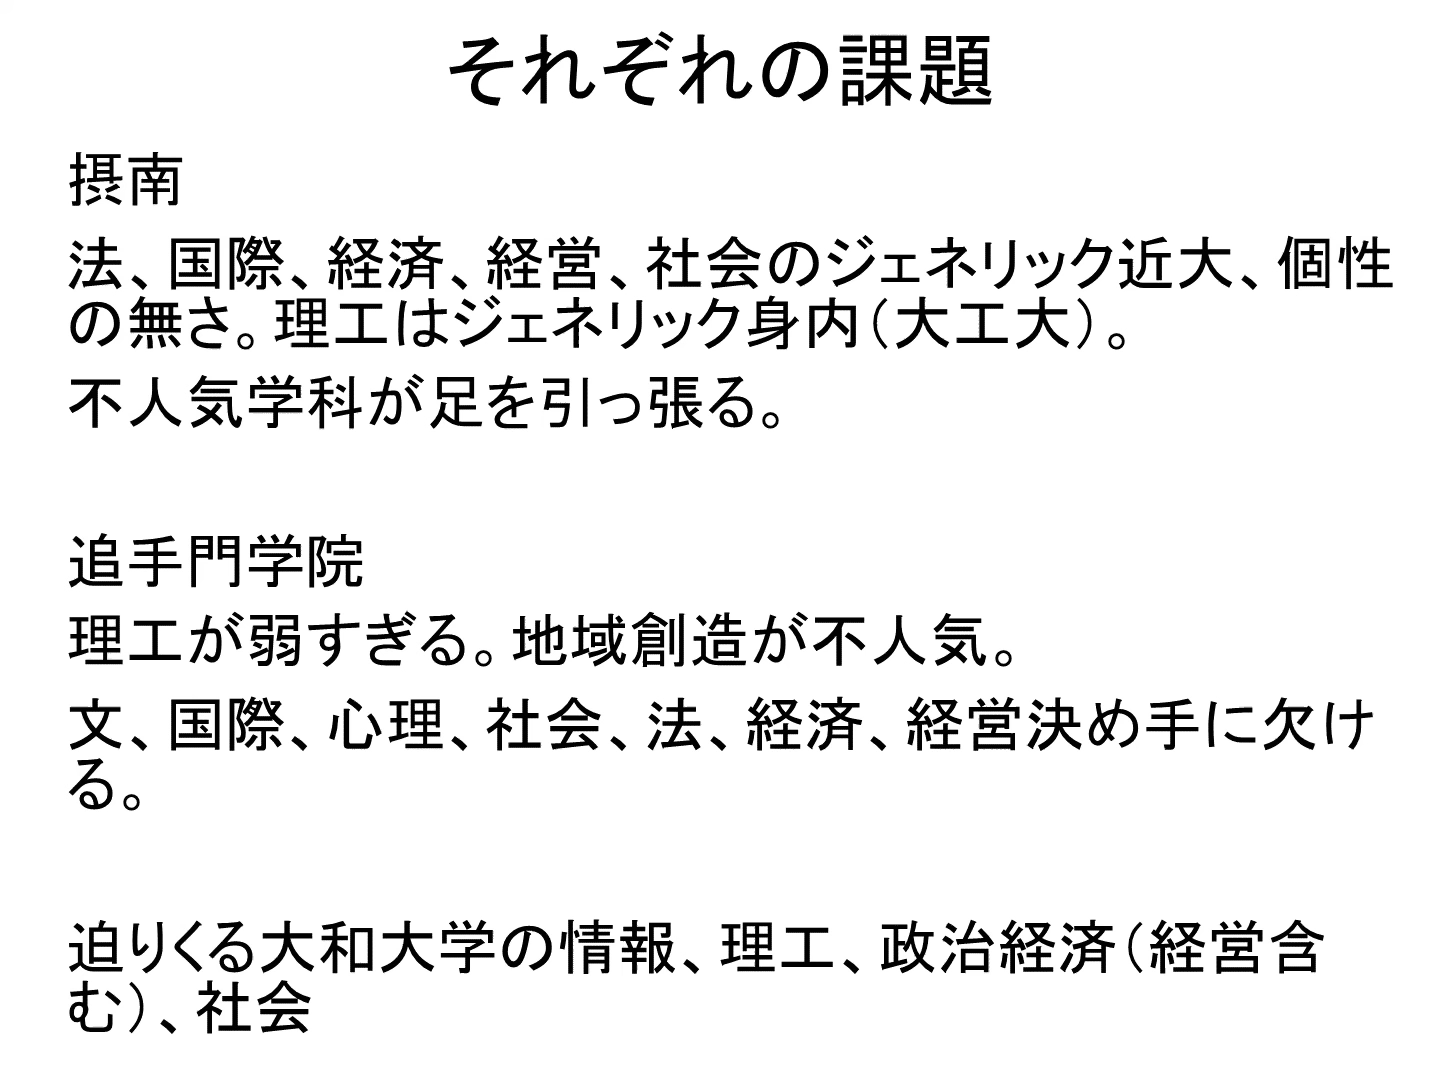 それぞれの課題
摂南
法、国際、経済、経営、社会のジェネリック近大、個性
の無さ。理工はジェネリック身内（大工大）。
不人気学科が足を引っ張る。
追手門学院
理工が弱すぎる。地域創造が不人気。
文、国際、心理、社会、法、経済、経営決め手に欠け
る。
迫りくる大和大学の情報、理工、政治経済（経営含
む）、社会